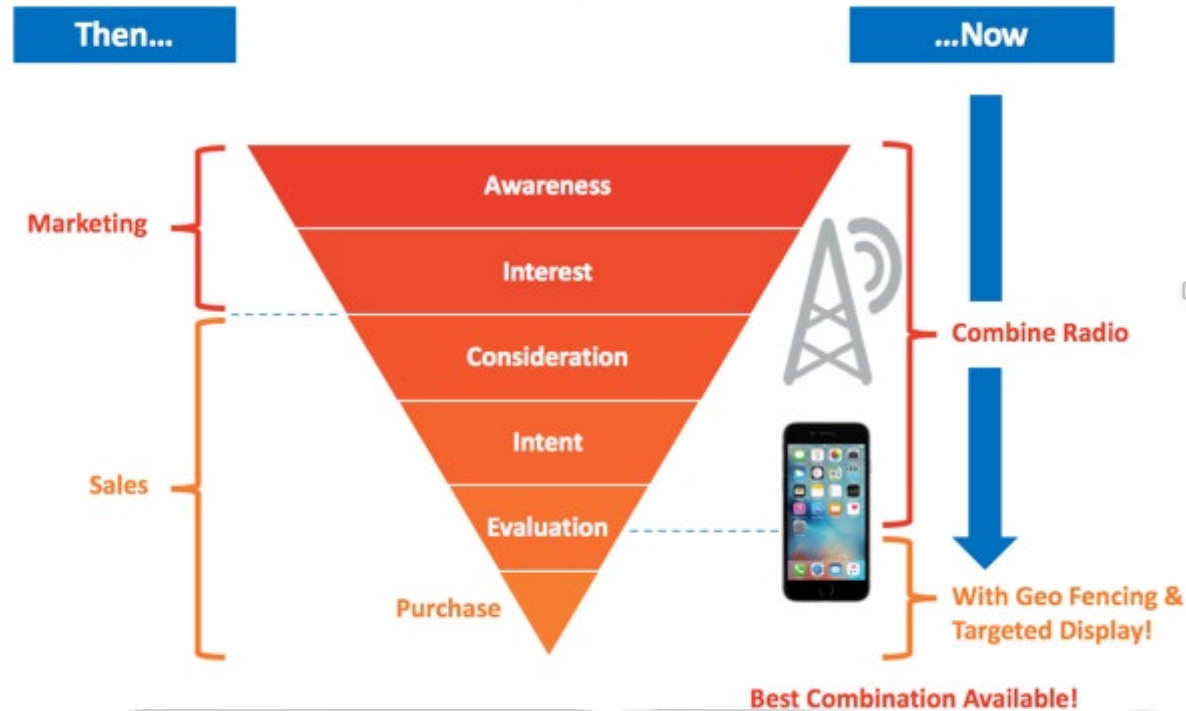 Then...
...Now
Awareness
Marketing
Interest
Consideration
Combine Radio
Intent
Sales
Evaluation
Purchase
With Geo Fencing &
Targeted Display!
Best Combination Available!